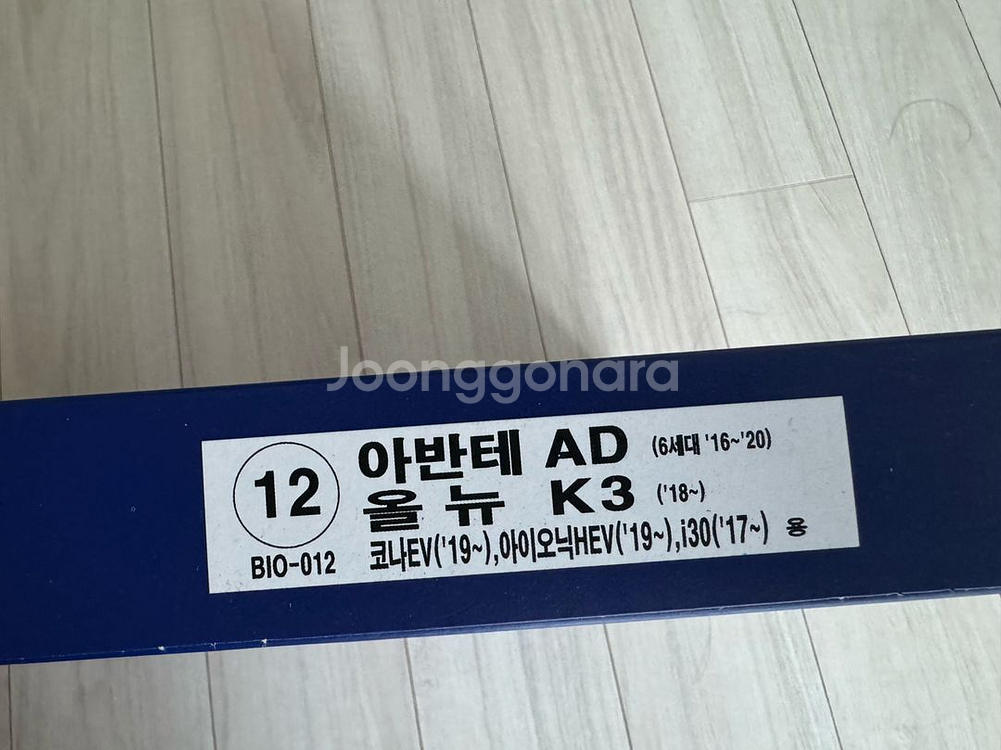 Joonggonara
12
BIO-012
아반테 AD (6세대 '16~'20)
올 뉴 K3 ('18~)
코나EV('19~),아이오닉HEV('19~),i30('17~) 용